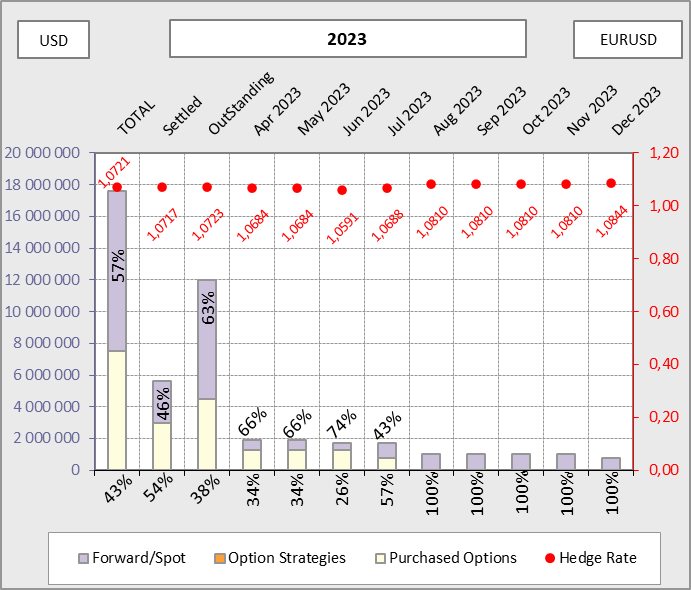 USD
2023
EURUSD
TOTAL
Settled
OutStanding
Apr 2023
May 2023
Jun 2023
Jul 2023
Aug 2023
Sep 2023
Oct 2023
Nov 2023
Dec 2023
20 000 000
18 000 000
16 000 000
14 000 000
12 000 000
10 000 000
8 000 000
6 000 000
4 000 000
2 000 000
0
1,0721
1,0717
1,0723
1,0684
1,0684
1,0591
1,0688
1,0810
1,0810
1,0810
1,0810
1,0844
57%
46%
63%
66%
66%
74%
43%
1,20
1,00
0,80
0,60
0,40
0,20
0,00
43%
54%
38%
34%
34%
26%
57%
100%
100%
100%
100%
100%
Forward/Spot Option Strategies Purchased Options Hedge Rate